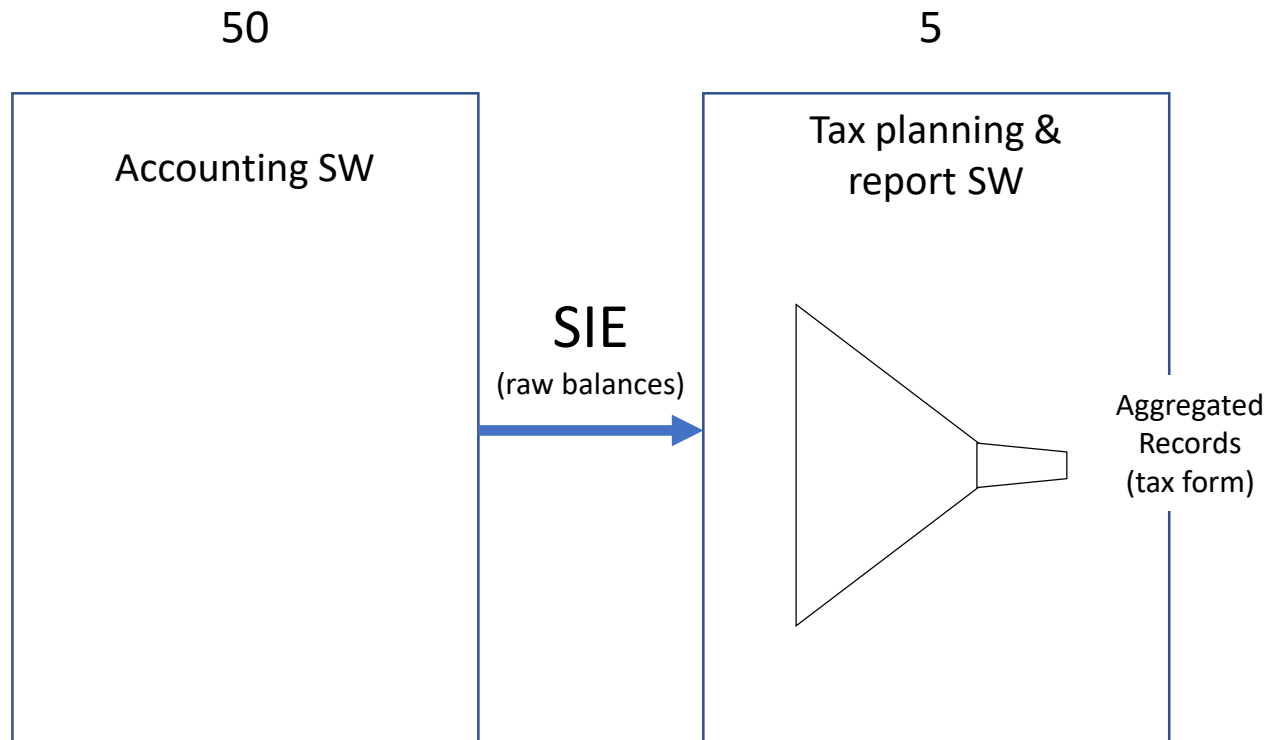 50
5
Accounting SW
Tax planning &
report SW
SIE
(raw balances)
Aggregated
Records
(tax form)